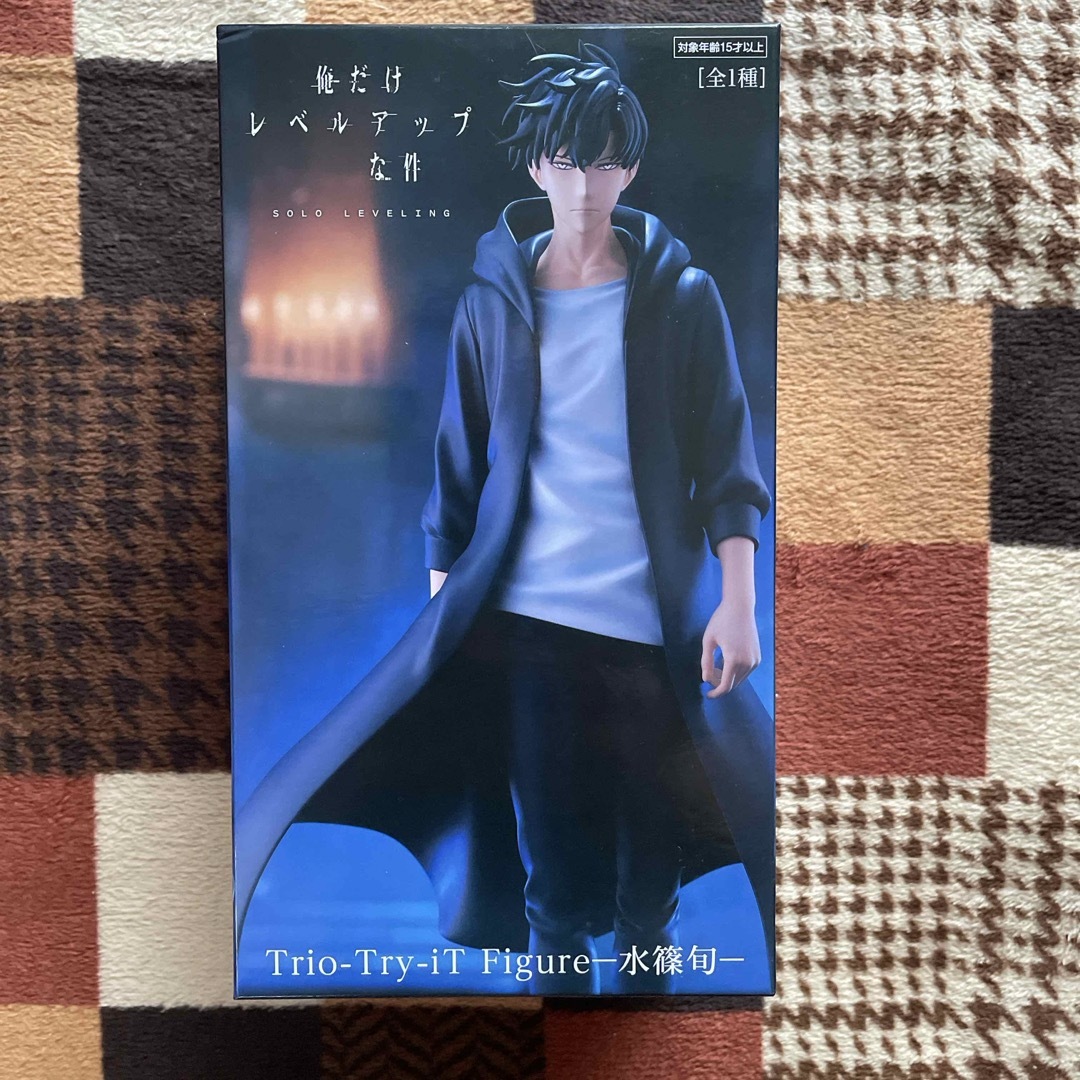 対象年齢15才以上
[全1種]
俺だけ
レベルアップ
な件
SOLO LEVELING
Trio-Try-iT Figure—水篠旬—